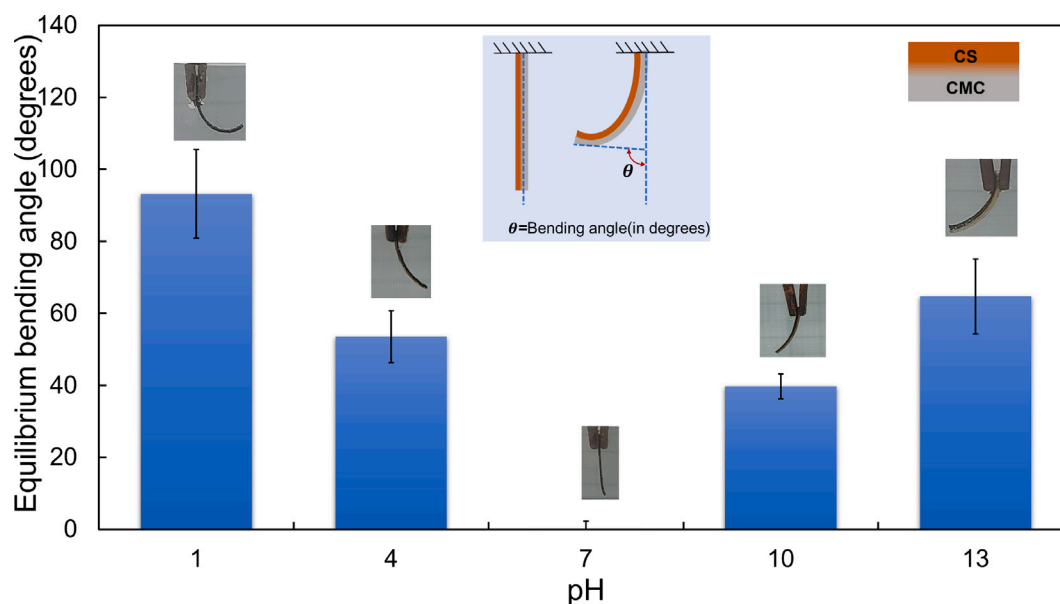 Equilibrium bending angle (degrees)
140
120
100
80
60
40
20
0
θ
θ=Bending angle(in degrees)
CS
CMC
1
4
7
10
13
pH